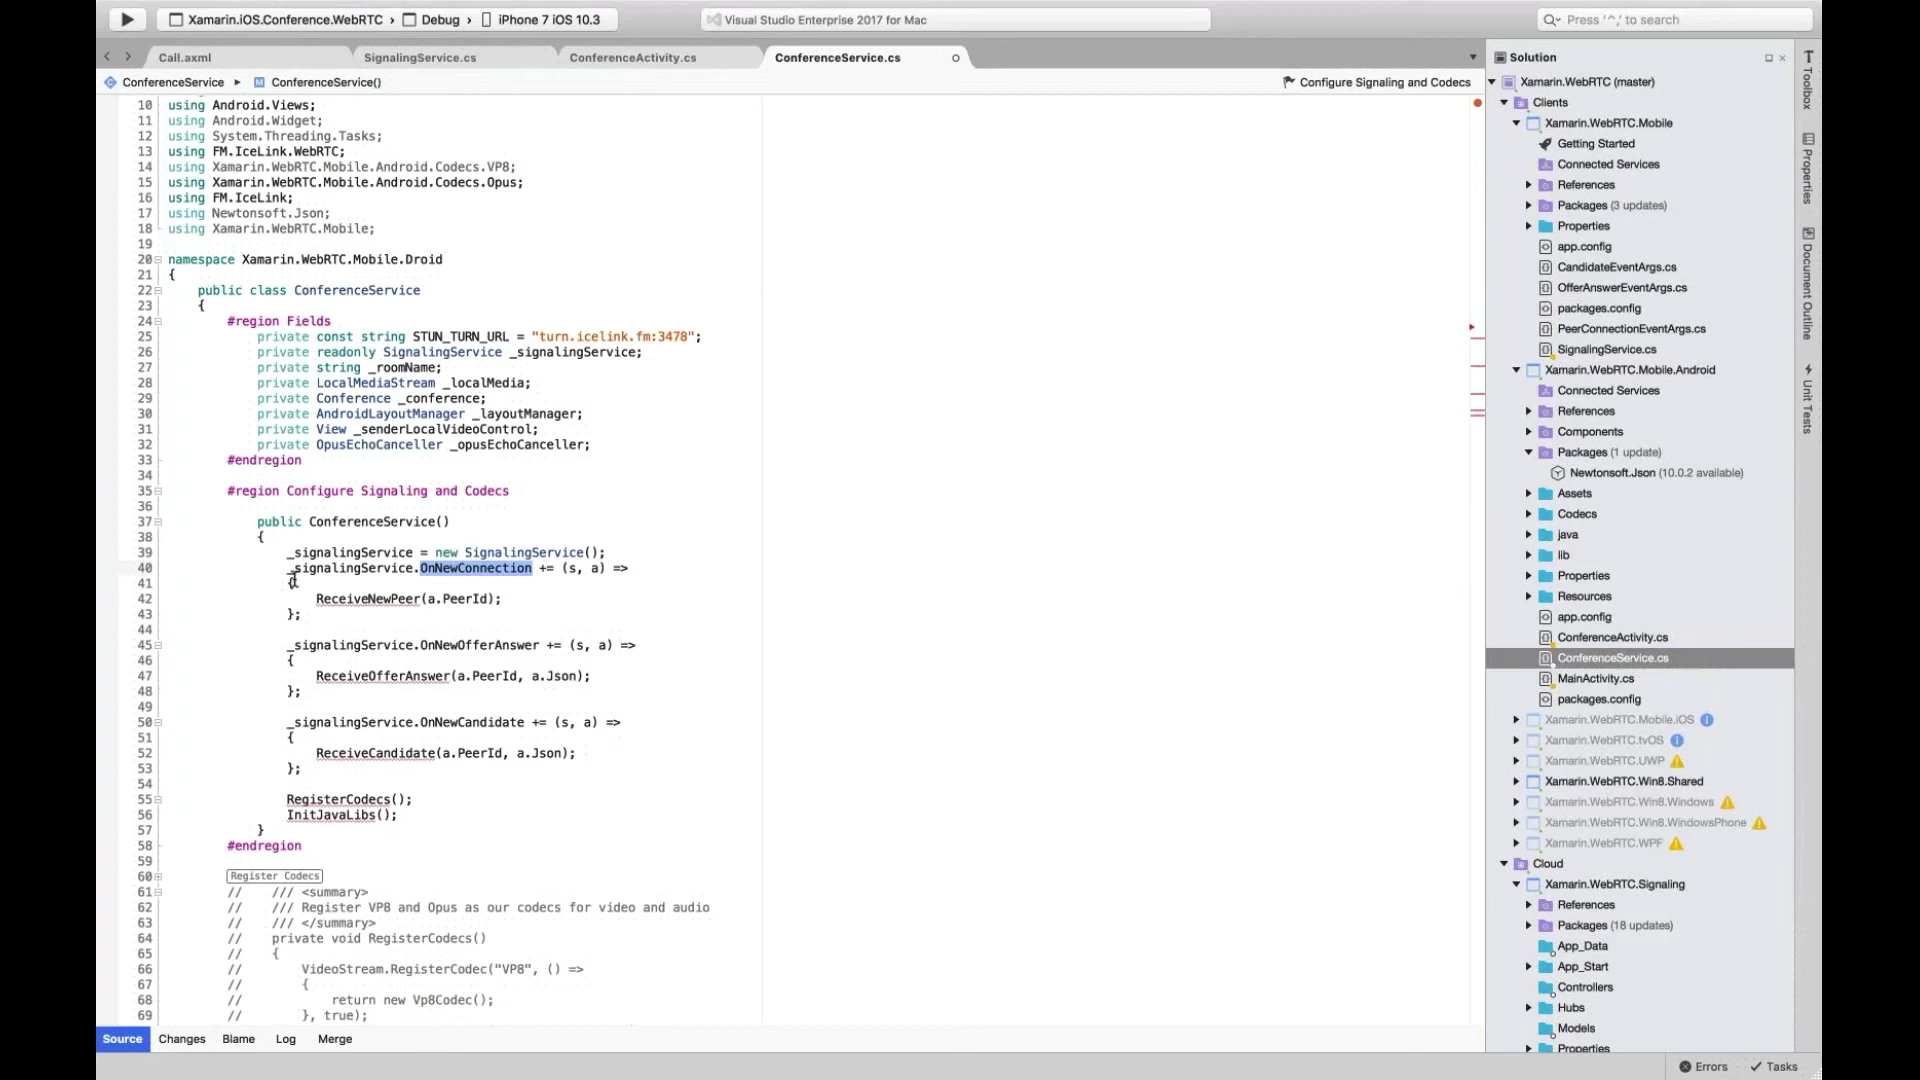 Xamarin.iOS.Conference.WebRTC › Debug › iPhone 7 iOS 10.3
Visual Studio Enterprise 2017 for Mac
Press '^,' to search
Call.axml
SignalingService.cs
ConferenceActivity.cs
ConferenceService.cs
ConferenceService ▸ M ConferenceService()
Configure Signaling and Codecs
10 using Android.Views;
11 using Android.Widget;
12 using System.Threading.Tasks;
13 using FM.IceLink.WebRTC;
14 using Xamarin.WebRTC.Mobile.Android.Codecs.VP8;
15 using Xamarin.WebRTC.Mobile.Android.Codecs.Opus;
16 using FM.IceLink;
17 using Newtonsoft.Json;
18 using Xamarin.WebRTC.Mobile;
19
20 namespace Xamarin.WebRTC.Mobile.Droid
21 {
22 public class ConferenceService
23 {
24 #region Fields
25 private const string STUN_TURN_URL = "turn.icelink.fm:3478";
26 private readonly SignalingService _signalingService;
27 private string _roomName;
28 private LocalMediaStream _localMedia;
29 private Conference _conference;
30 private AndroidLayoutManager _layoutManager;
31 private View _senderLocalVideoControl;
32 private OpusEchoCanceller _opusEchoCanceller;
33 #endregion
34
35 #region Configure Signaling and Codecs
36
37 public ConferenceService()
38 {
39 _signalingService = new SignalingService();
40 _signalingService.OnNewConnection += (s, a) =>
41 {
42 ReceiveNewPeer(a.PeerId);
43 };
44
45 _signalingService.OnNewOfferAnswer += (s, a) =>
46 {
47 ReceiveOfferAnswer(a.PeerId, a.Json);
48 };
49
50 _signalingService.OnNewCandidate += (s, a) =>
51 {
52 ReceiveCandidate(a.PeerId, a.Json);
53 };
54
55 RegisterCodecs();
56 InitJavaLibs();
57 }
58 #endregion
59
60 Register Codecs
61 // /// <summary>
62 // /// Register VP8 and Opus as our codecs for video and audio
63 // /// </summary>
64 // private void RegisterCodecs()
65 // {
66 // VideoStream.RegisterCodec("VP8", () =>
67 // {
68 // return new Vp8Codec();
69 // }, true);
Source Changes Blame Log Merge
Solution
Xamarin.WebRTC (master)
Clients
Xamarin.WebRTC.Mobile
Getting Started
Connected Services
References
Packages (3 updates)
Properties
app.config
CandidateEventArgs.cs
OfferAnswerEventArgs.cs
packages.config
PeerConnectionEventArgs.cs
SignalingService.cs
Xamarin.WebRTC.Mobile.Android
Connected Services
References
Components
Packages (1 update)
Newtonsoft.Json (10.0.2 available)
Assets
Codecs
java
lib
Properties
Resources
app.config
ConferenceActivity.cs
ConferenceService.cs
MainActivity.cs
packages.config
Xamarin.WebRTC.Mobile.iOS
Xamarin.WebRTC.tvOS
Xamarin.WebRTC.UWP
Xamarin.WebRTC.Win8.Shared
Xamarin.WebRTC.Win8.Windows
Xamarin.WebRTC.Win8.WindowsPhone
Xamarin.WebRTC.WPF
Cloud
Xamarin.WebRTC.Signaling
References
Packages (18 updates)
App_Data
App_Start
Controllers
Hubs
Models
Properties
Toolbox
Properties
Document Outline
Unit Tests
Errors Tasks